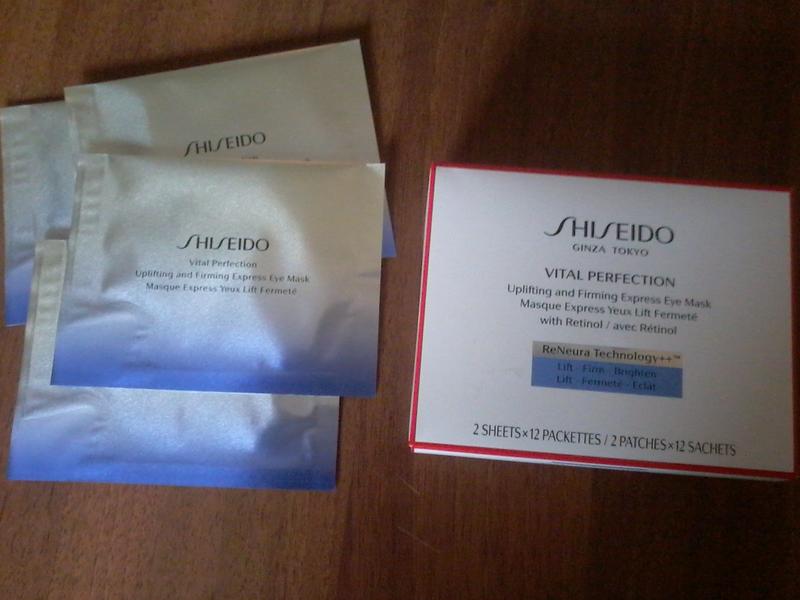 SHISEIDO
SHISEIDO
Vital Perfection
Uplifting and Firming Express Eye Mask
Masque Express Yeux Lift Fermeté
SHISEIDO
GINZA TOKYO
VITAL PERFECTION
Uplifting and Firming Express Eye Mask
Masque Express Yeux Lift Fermeté
with Retinol / avec Rétinol
ReNeura Technology++™
Lift - Firm - Brighten
Lift - Fermeté - Éclat
2 SHEETS×12 PACKETTES / 2 PATCHES×12 SACHETS